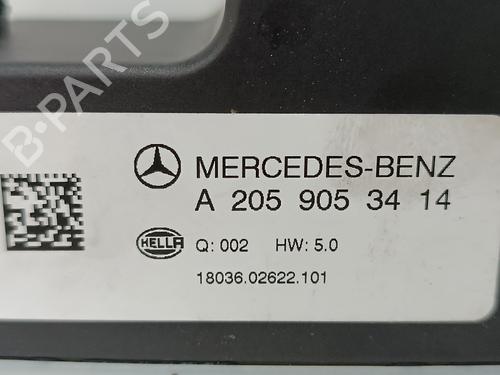 B-PARTS
MERCEDES-BENZ
A 205 905 34 14
HELLA Q: 002 HW: 5.0
18036.02622.101